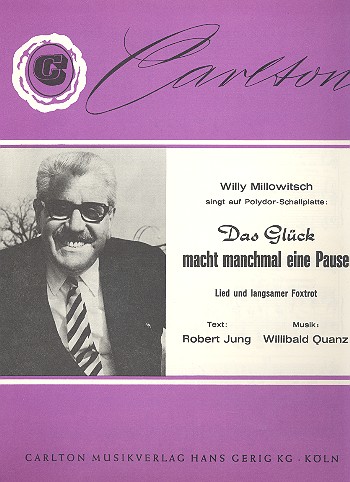 CG
Carlton
Willy Millowitsch
singt auf Polydor-Schallplatte:
Das Glück
macht manchmal eine Pause
Lied und langsamer Foxtrot
Text: Musik:
Robert Jung Willibald Quanz
CARLTON MUSIKVERLAG HANS GERIG KG · KÖLN